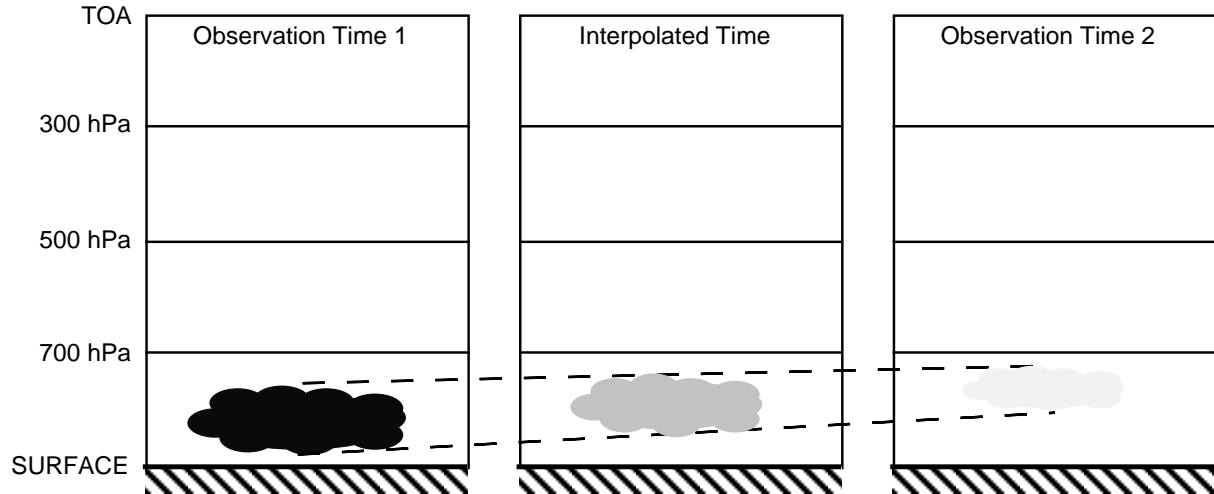 TOA
Observation Time 1
Interpolated Time
Observation Time 2
300 hPa
500 hPa
700 hPa
SURFACE